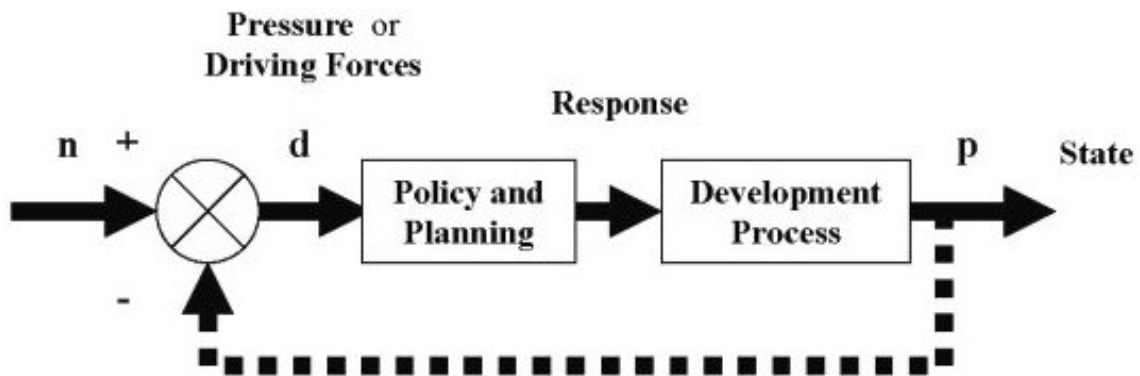 Pressure or
Driving Forces
Response
n
+
d
p
State
Policy and
Planning
Development
Process
-